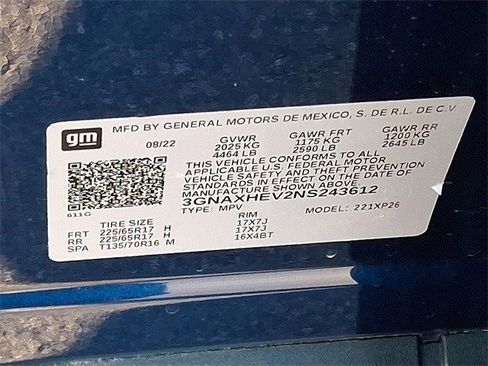 gm MFD BY GENERAL MOTORS DE MEXICO, S. DE R.L. DE C.V
08/22 GVWR GAWR FRT GAWR RR
2025 KG 1175 KG 1200 KG
4464 LB 2590 LB 2645 LB
THIS VEHICLE CONFORMS TO ALL
APPLICABLE U.S. FEDERAL MOTOR
VEHICLE SAFETY AND THEFT PREVENTION
STANDARDS IN EFFECT ON THE DATE OF
MANUFACTURE SHOWN ABOVE
3GNAXHEV2NS243612
TYPE: MPV MODEL: 221XP26
611G
TIRE SIZE RIM
FRT 225/65R17 H 17X7J
RR 225/65R17 H 17X7J
SPA T135/70R16 M 16X4BT